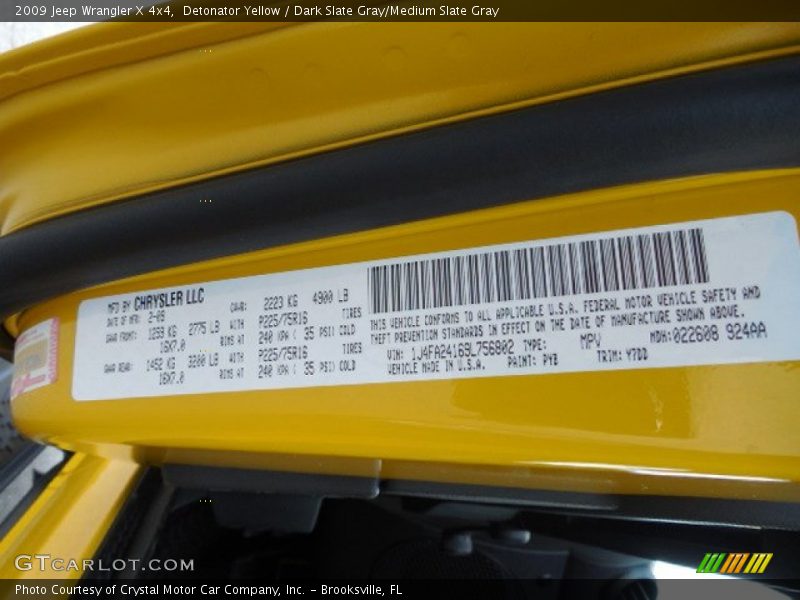 2009 Jeep Wrangler X 4x4,  Detonator Yellow / Dark Slate Gray/Medium Slate Gray
MFD BY CHRYSLER LLC
DATE OF MFR: 2-09 GVWR: 2223 KG 4900 LB
GAWR FRONT: 1259 KG 2775 LB WITH P225/75R16 TIRES
16X7.0 RIMS AT 240 KPA ( 35 PSI) COLD
GAWR REAR: 1452 KG 3200 LB WITH P225/75R16 TIRES
16X7.0 RIMS AT 240 KPA ( 35 PSI) COLD
THIS VEHICLE CONFORMS TO ALL APPLICABLE U.S.A. FEDERAL MOTOR VEHICLE SAFETY AND
THEFT PREVENTION STANDARDS IN EFFECT ON THE DATE OF MANUFACTURE SHOWN ABOVE.
VIN: 1J4FA24169L756802 TYPE: MPV MDH: 022608 924AA
VEHICLE MADE IN U.S.A. PAINT: PYB TRIM: Y7DD
GTCARLOT.COM
Photo Courtesy of Crystal Motor Car Company, Inc. – Brooksville, FL